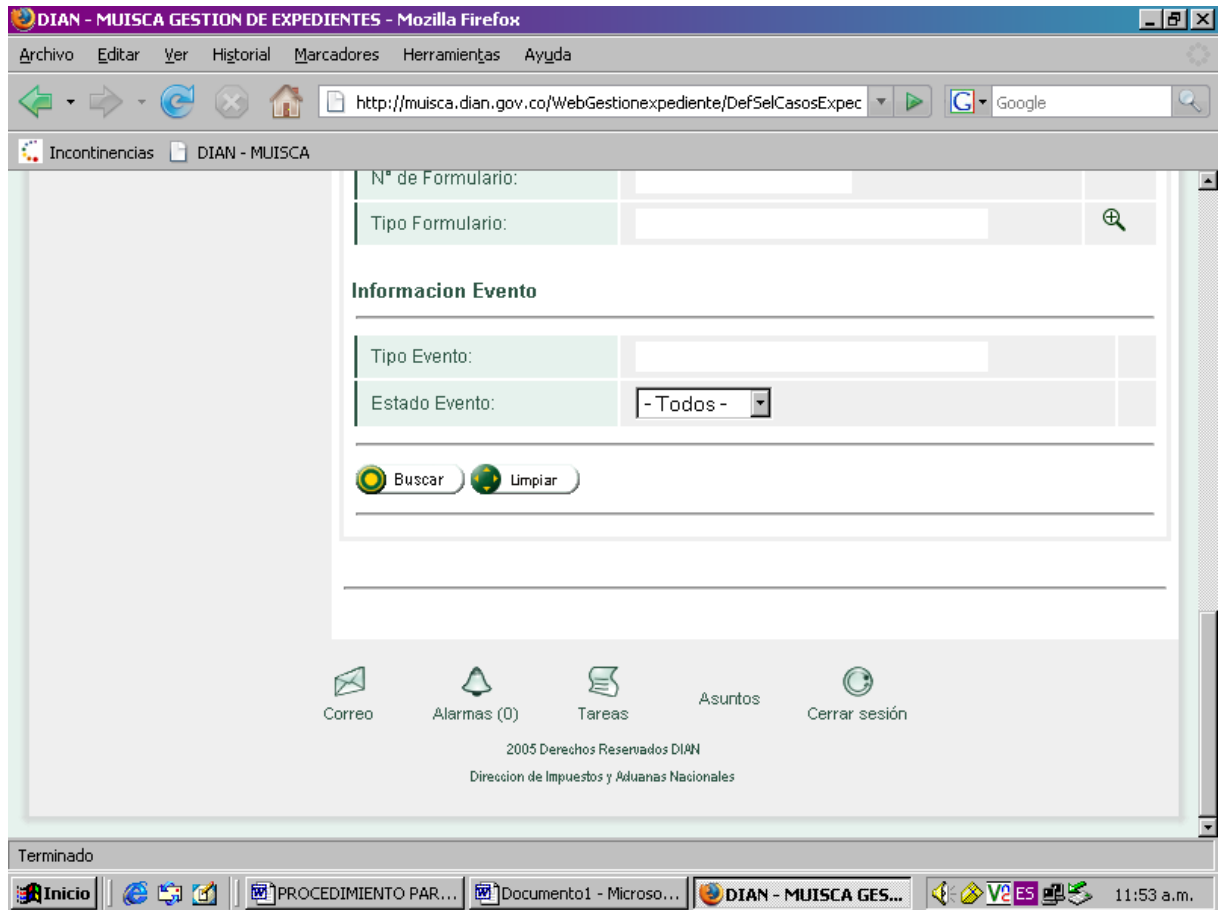 DIAN - MUISCA GESTION DE EXPEDIENTES - Mozilla Firefox
Archivo Editar Ver Historial Marcadores Herramientas Ayuda
http://muisca.dian.gov.co/WebGestionexpediente/DefSelCasosExpec G Google
Incontinencias DIAN - MUISCA
N° de Formulario:
Tipo Formulario:
Informacion Evento
Tipo Evento:
Estado Evento: - Todos -
Buscar Limpiar
Correo Alarmas (0) Tareas Asuntos Cerrar sesión
2005 Derechos Reservados DIAN
Direccion de Impuestos y Aduanas Nacionales
Terminado
Inicio PROCEDIMIENTO PAR... Documento1 - Microso... DIAN - MUISCA GES... V2 ES 11:53 a.m.